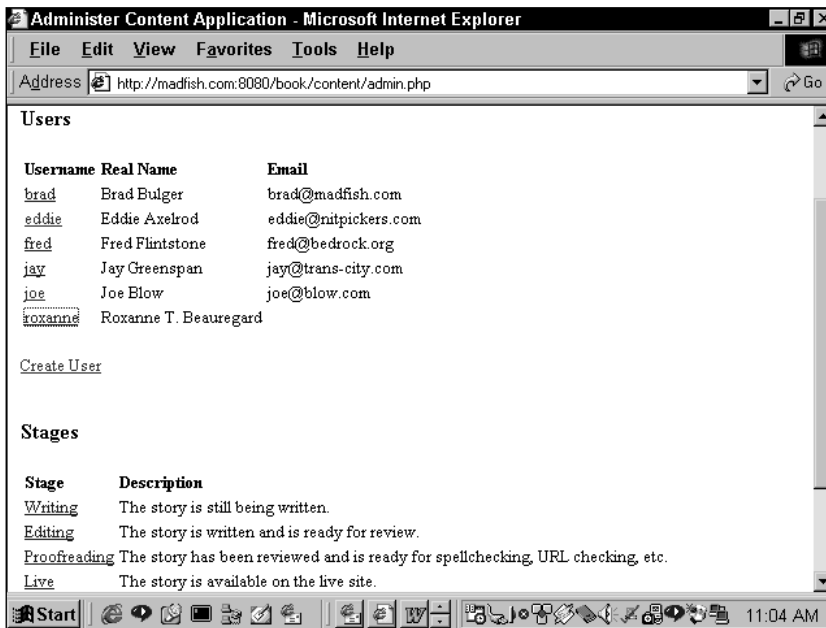 Administer Content Application - Microsoft Internet Explorer
File Edit View Favorites Tools Help
Address http://madfish.com:8080/book/content/admin.php Go
Users
Username Real Name Email
brad Brad Bulger brad@madfish.com
eddie Eddie Axelrod eddie@nitpickers.com
fred Fred Flintstone fred@bedrock.org
jay Jay Greenspan jay@trans-city.com
joe Joe Blow joe@blow.com
roxanne Roxanne T. Beauregard
Create User
Stages
Stage Description
Writing The story is still being written.
Editing The story is written and is ready for review.
Proofreading The story has been reviewed and is ready for spellchecking, URL checking, etc.
Live The story is available on the live site.
Start 11:04 AM